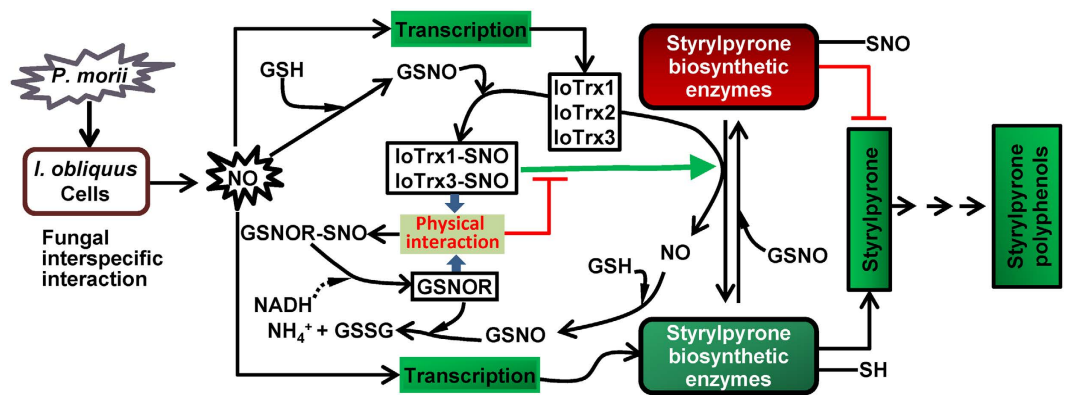 P. morii
I. obliquus
Cells
Fungal
interspecific
interaction
NO
Transcription
GSH
GSNO
IoTrx1
IoTrx2
IoTrx3
IoTrx1-SNO
IoTrx3-SNO
Physical
interaction
GSNOR-SNO
GSNOR
NADH
NH₄⁺ + GSSG
GSNO
GSH
NO
GSNO
Transcription
Styrylpyrone
biosynthetic
enzymes
SNO
Styrylpyrone
biosynthetic
enzymes
SH
Styrylpyrone
Styrylpyrone
polyphenols